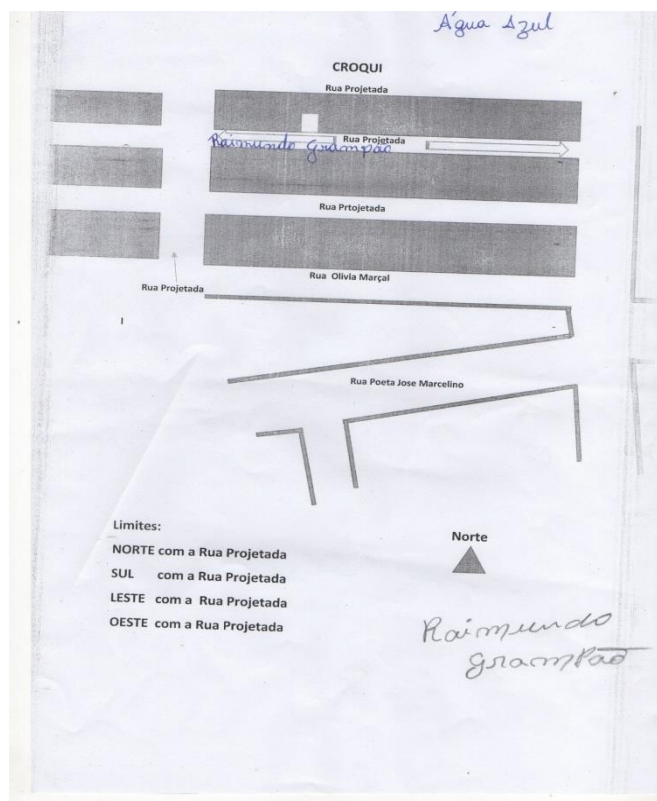 Água Azul
CROQUI
Rua Projetada
Rua Projetada
Raimundo Grampão
Rua Prtojetada
Rua Olivia Marçal
Rua Projetada
Rua Poeta Jose Marcelino
Limites:
NORTE com a Rua Projetada
SUL com a Rua Projetada
LESTE com a Rua Projetada
OESTE com a Rua Projetada
Norte
Raimundo
Grampão